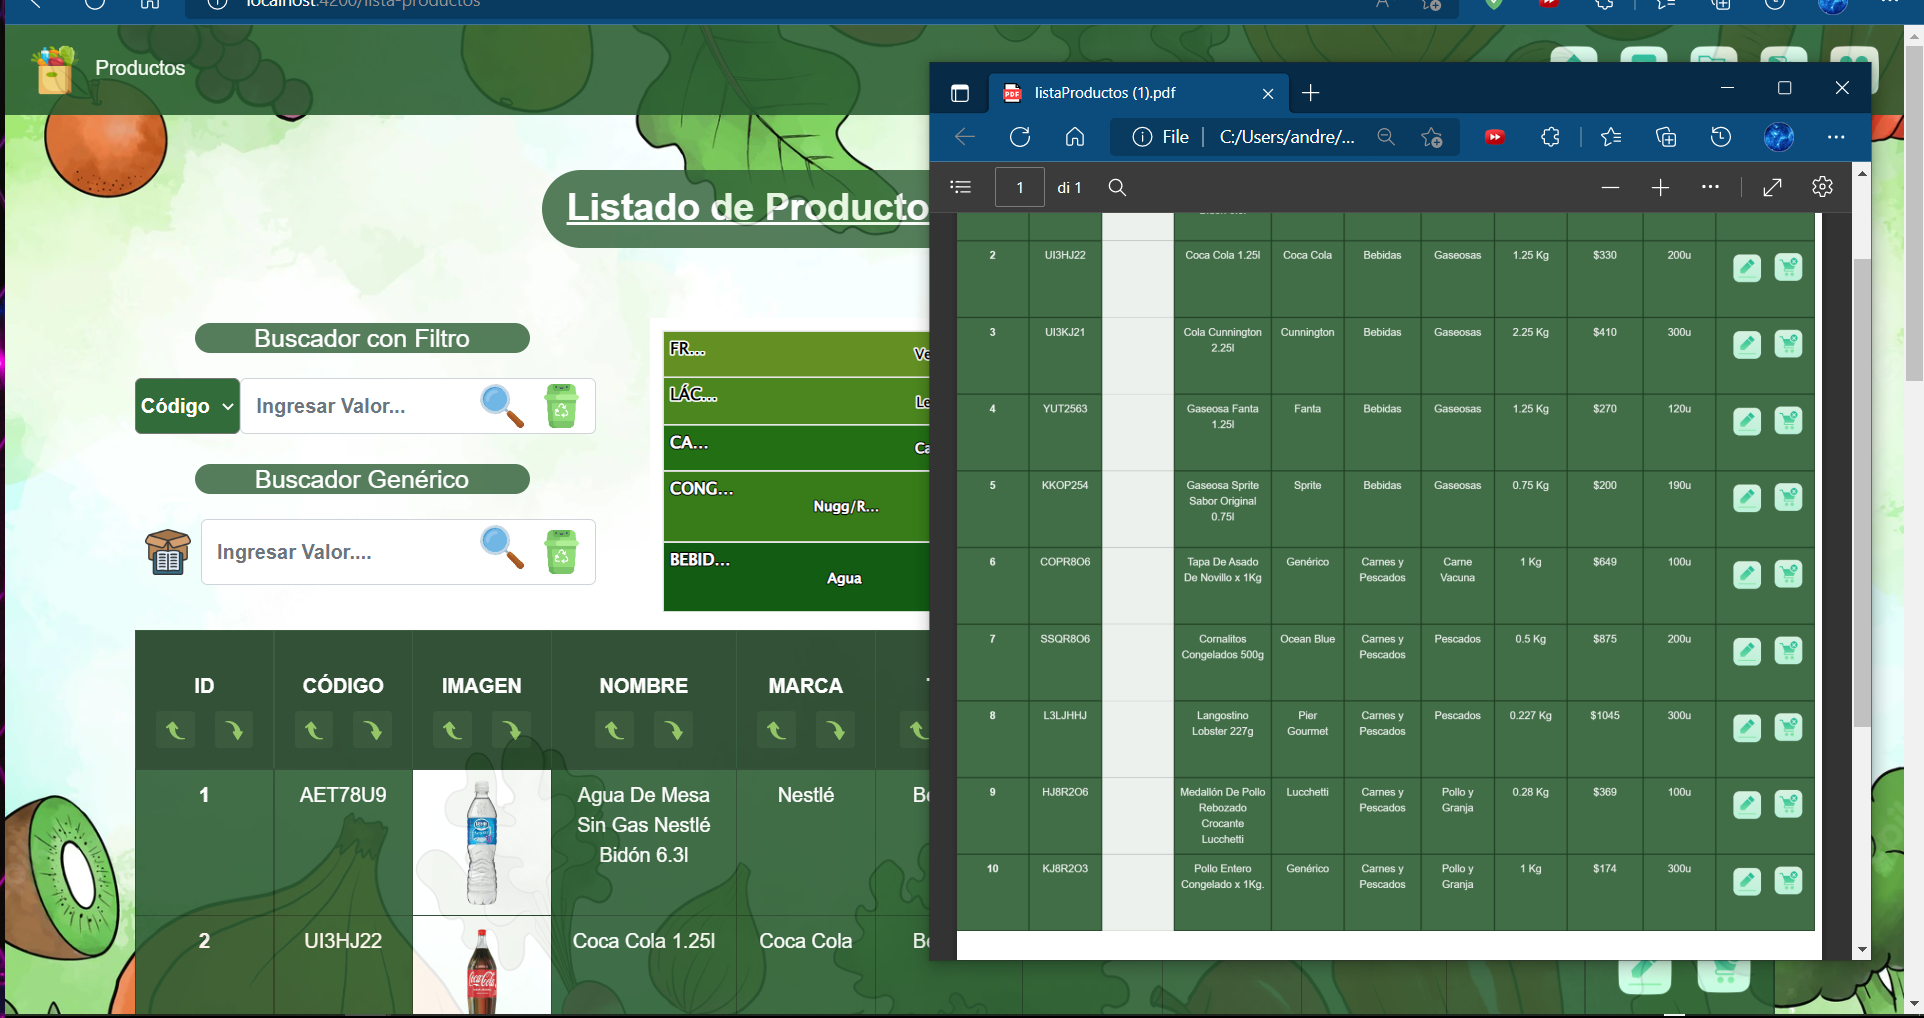 localhost:4200/lista-productos
Productos
Listado de Producto
Buscador con Filtro
Código
Ingresar Valor...
Buscador Genérico
Ingresar Valor....
FR...
Ve
LÁC...
Le
CA...
Ca
CONG...
Nugg/R...
BEBID...
Agua
ID CÓDIGO IMAGEN NOMBRE MARCA
1 AET78U9 Agua De Mesa Nestlé Be
Sin Gas Nestlé
Bidón 6.3l
2 UI3HJ22 Coca Cola 1.25l Coca Cola Be
PDF listaProductos (1).pdf
File C:/Users/andre/...
1 di 1
2 UI3HJ22 Coca Cola 1.25l Coca Cola Bebidas Gaseosas 1.25 Kg $330 200u
3 UI3KJ21 Cola Cunnington Cunnington Bebidas Gaseosas 2.25 Kg $410 300u
2.25l
4 YUT2563 Gaseosa Fanta Fanta Bebidas Gaseosas 1.25 Kg $270 120u
1.25l
5 KKOP254 Gaseosa Sprite Sprite Bebidas Gaseosas 0.75 Kg $200 190u
Sabor Original
0.75l
6 COPR8O6 Tapa De Asado Genérico Carnes y Carne 1 Kg $649 100u
De Novillo x 1Kg Pescados Vacuna
7 SSQR8O6 Cornalitos Ocean Blue Carnes y Pescados 0.5 Kg $875 200u
Congelados 500g Pescados
8 L3LJHHJ Langostino Pier Carnes y Pescados 0.227 Kg $1045 300u
Lobster 227g Gourmet Pescados
9 HJ8R2O6 Medallón De Pollo Lucchetti Carnes y Pollo y 0.28 Kg $369 100u
Rebozado Pescados Granja
Crocante
Lucchetti
10 KJ8R2O3 Pollo Entero Genérico Carnes y Pollo y 1 Kg $174 300u
Congelado x 1Kg. Pescados Granja